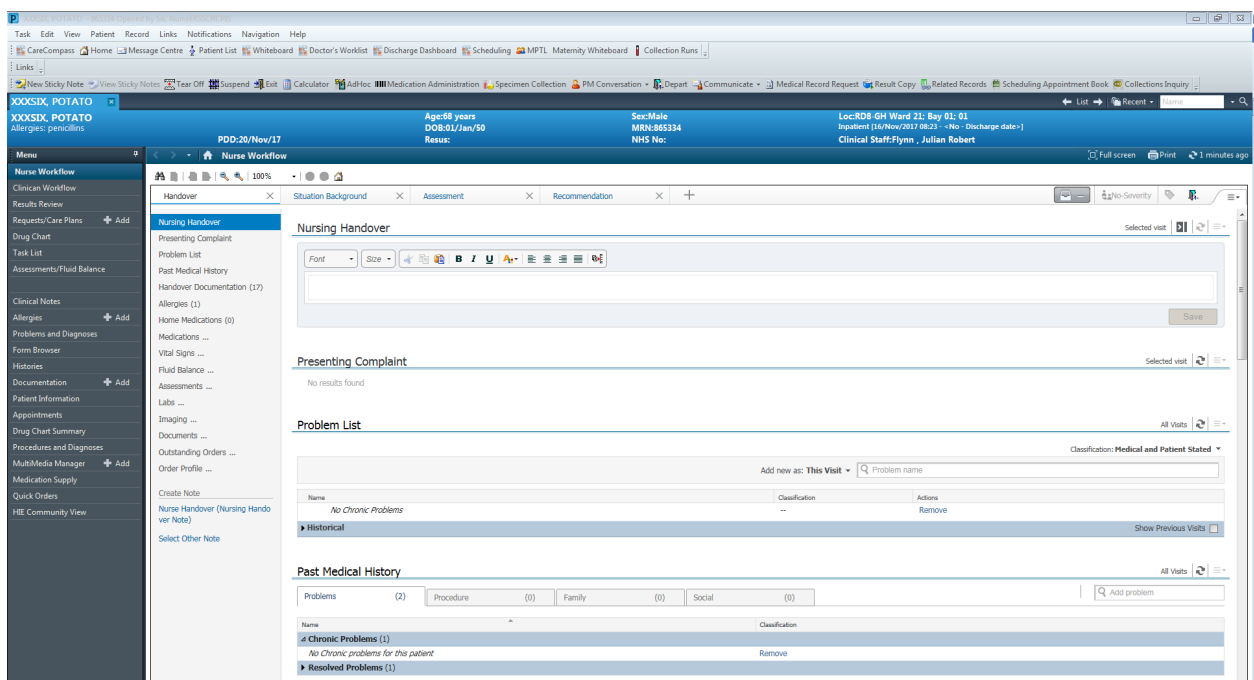 XXXSIX, POTATO - 865334 Opened by
Task Edit View Patient Record Links Notifications Navigation Help
CareCompass Home Message Centre Patient List Whiteboard Doctor's Worklist Discharge Dashboard Scheduling MPTL Maternity Whiteboard Collection Runs
Links
New Sticky Note View Sticky Notes Tear Off Suspend Exit Calculator AdHoc Medication Administration Specimen Collection PM Conversation Depart Communicate Medical Record Request Result Copy Related Records Scheduling Appointment Book Collections Inquiry
XXXSIX, POTATO List Recent Name
XXXSIX, POTATO Age:68 years Sex:Male Loc:RD8-GH Ward 21; Bay 01; 01
Allergies: penicillins DOB:01/Jan/50 MRN:865334 Inpatient [16/Nov/2017 08:23 - <No - Discharge date>]
PDD:20/Nov/17 Resus: NHS No: Clinical Staff:Flynn , Julian Robert
Menu Nurse Workflow Full screen Print 1 minutes ago
Nurse Workflow
Clinican Workflow
Results Review
Requests/Care Plans Add
Drug Chart
Task List
Assessments/Fluid Balance
Clinical Notes
Allergies Add
Problems and Diagnoses
Form Browser
Histories
Documentation Add
Patient Information
Appointments
Drug Chart Summary
Procedures and Diagnoses
MultiMedia Manager Add
Medication Supply
Quick Orders
HIE Community View
100%
Handover Situation Background Assessment Recommendation No-Severity
Nursing Handover
Presenting Complaint
Problem List
Past Medical History
Handover Documentation (17)
Allergies (1)
Home Medications (0)
Medications ...
Vital Signs ...
Fluid Balance ...
Assessments ...
Labs ...
Imaging ...
Documents ...
Outstanding Orders ...
Order Profile ...
Create Note
Nurse Handover (Nursing Hando
ver Note)
Select Other Note
Nursing Handover Selected visit
Font Size B I U A
Save
Presenting Complaint Selected visit
No results found
Problem List All Visits
Classification: Medical and Patient Stated
Add new as: This Visit Problem name
Name Classification Actions
No Chronic Problems -- Remove
Historical Show Previous Visits
Past Medical History All Visits
Problems (2) Procedure (0) Family (0) Social (0) Add problem
Name Classification
Chronic Problems (1)
No Chronic problems for this patient Remove
Resolved Problems (1)